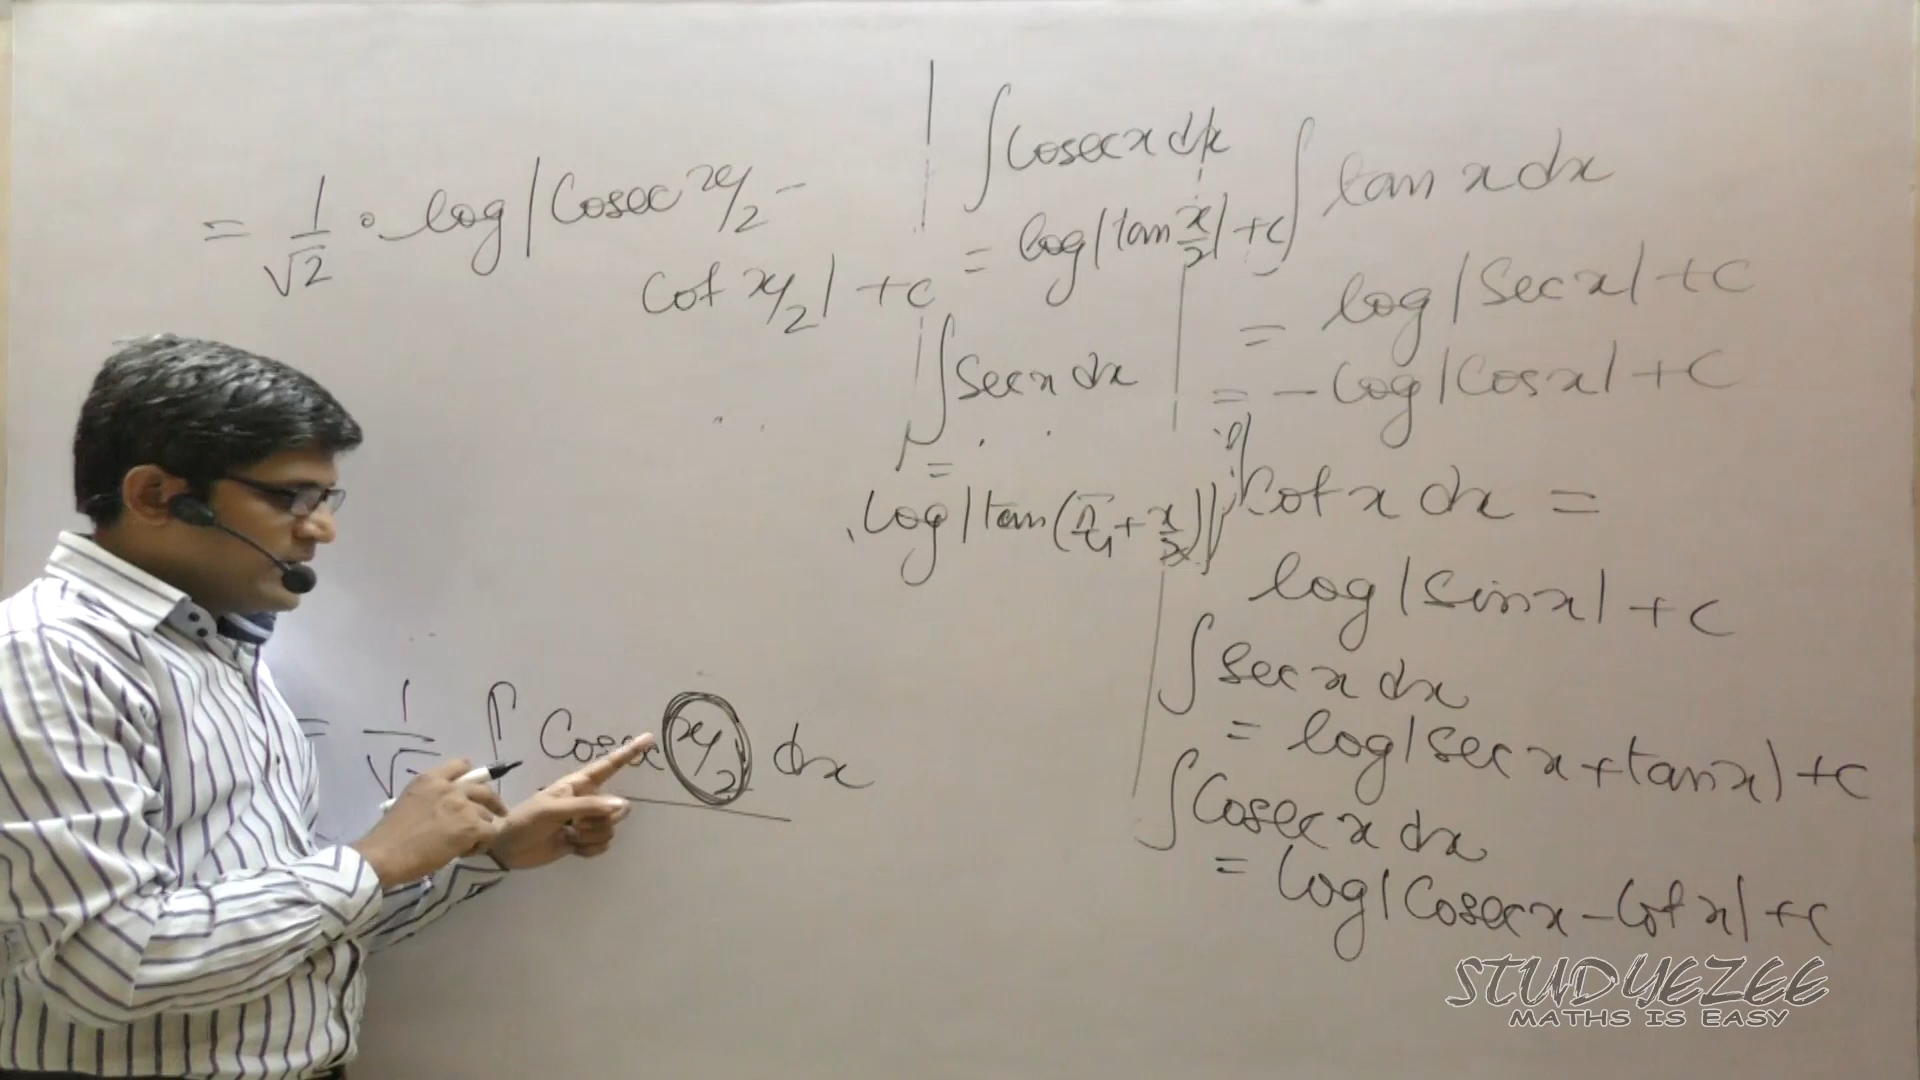 = 1/√2 . log|Cosec x/2 -
Cot x/2| + c
= 1/√2 ∫ Cosec x/2 dx
∫Cosec x dx
= log|tan x/2| + c
∫Sec x dx
=
log|tan(π/4 + x/2)|
∫tan x dx
= log|Sec x| + c
= - log|Cos x| + c
∫Cot x dx =
log|Sin x| + c
∫Sec x dx
= log|Sec x + tan x| + c
∫Cosec x dx
= log|Cosec x - Cot x| + c
STUDYEZEE
MATHS IS EASY